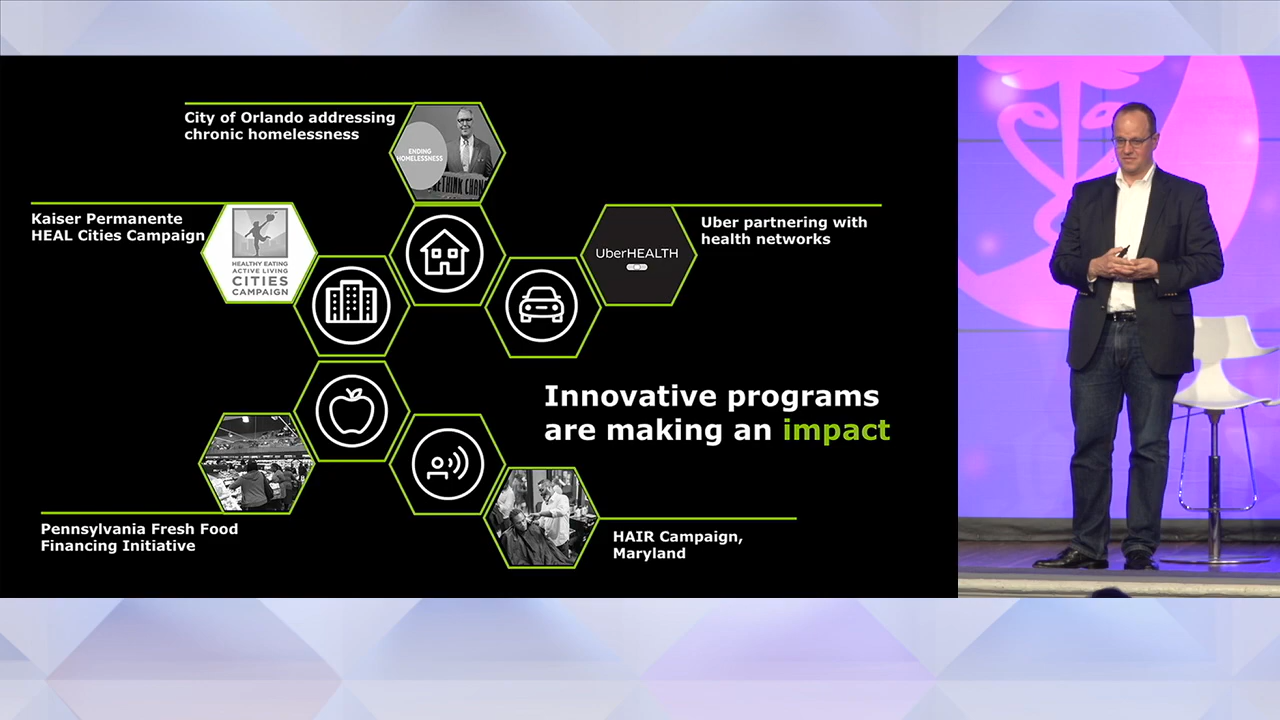 City of Orlando addressing
chronic homelessness
ENDING
HOMELESSNESS
Kaiser Permanente
HEAL Cities Campaign
HEALTHY EATING
ACTIVE LIVING
CITIES
CAMPAIGN
UberHEALTH
Uber partnering with
health networks
Innovative programs
are making an impact
Pennsylvania Fresh Food
Financing Initiative
HAIR Campaign,
Maryland